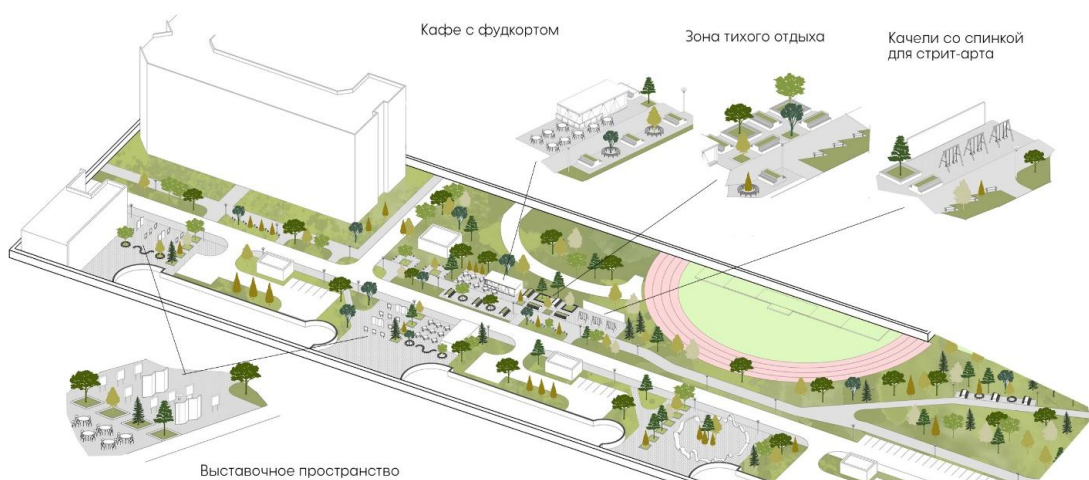 Кафе с фудкортом
Зона тихого отдыха
Качели со спинкой
для стрит-арта
Выставочное пространство